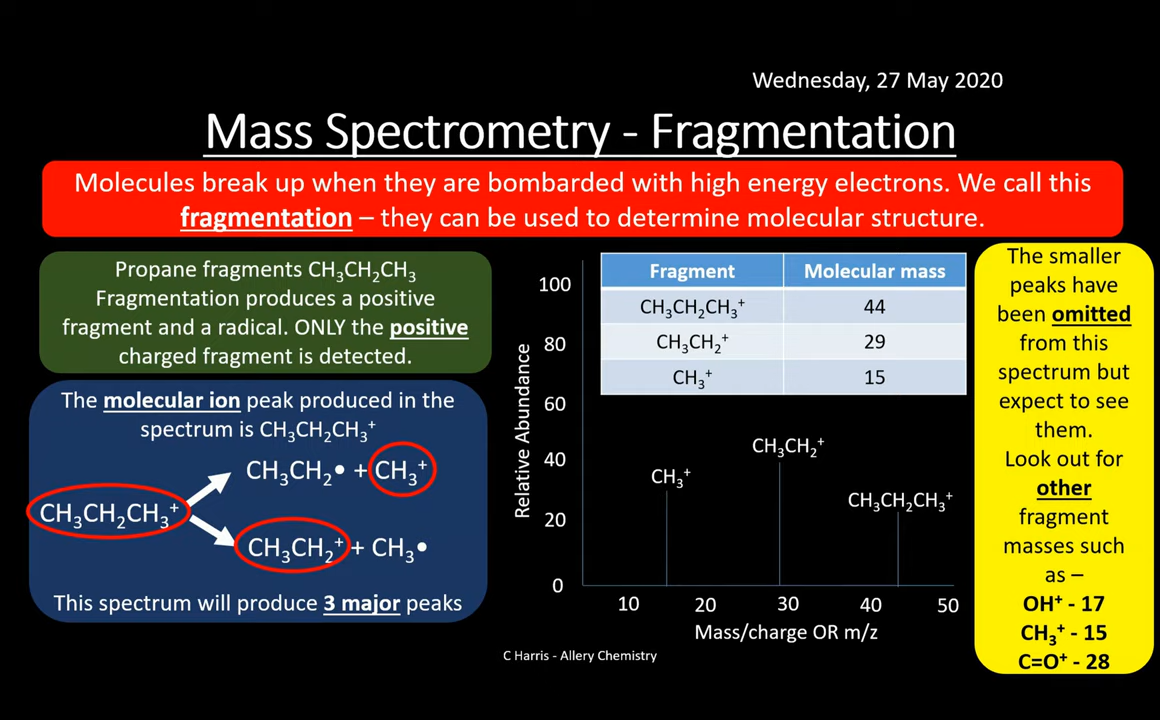 Wednesday, 27 May 2020
Mass Spectrometry - Fragmentation
Molecules break up when they are bombarded with high energy electrons. We call this
fragmentation – they can be used to determine molecular structure.
Propane fragments CH₃CH₂CH₃
Fragmentation produces a positive
fragment and a radical. ONLY the positive
charged fragment is detected.
The molecular ion peak produced in the
spectrum is CH₃CH₂CH₃⁺
CH₃CH₂• + CH₃⁺
CH₃CH₂CH₃⁺
CH₃CH₂⁺ + CH₃•
This spectrum will produce 3 major peaks
Fragment Molecular mass
CH₃CH₂CH₃⁺ 44
CH₃CH₂⁺ 29
CH₃⁺ 15
Relative Abundance
100
80
60
40
20
0
CH₃⁺
CH₃CH₂⁺
CH₃CH₂CH₃⁺
10 20 30 40 50
Mass/charge OR m/z
C Harris - Allery Chemistry
The smaller
peaks have
been omitted
from this
spectrum but
expect to see
them.
Look out for
other
fragment
masses such
as –
OH⁺ - 17
CH₃⁺ - 15
C=O⁺ - 28